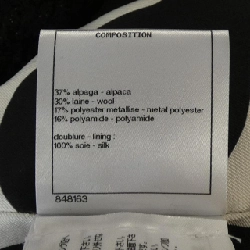 COMPOSITION
37% alpaga - alpaca
30% laine - wool
17% polyester metallise - metal polyester
16% polyamide - polyamide
doublure - lining :
100% soie - silk
848163